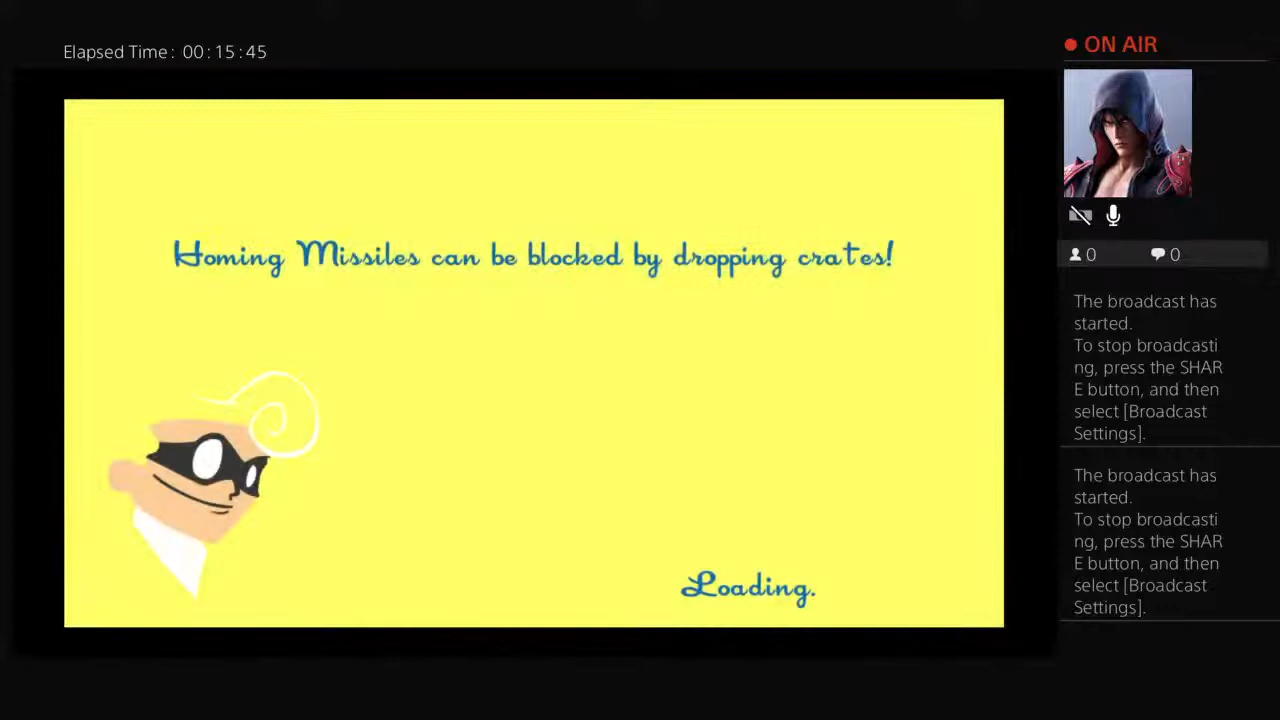 Elapsed Time: 00:15:45
ON AIR
Homing Missiles can be blocked by dropping crates!
Loading.
0 0
The broadcast has
started.
To stop broadcasti
ng, press the SHAR
E button, and then
select [Broadcast
Settings].
The broadcast has
started.
To stop broadcasti
ng, press the SHAR
E button, and then
select [Broadcast
Settings].